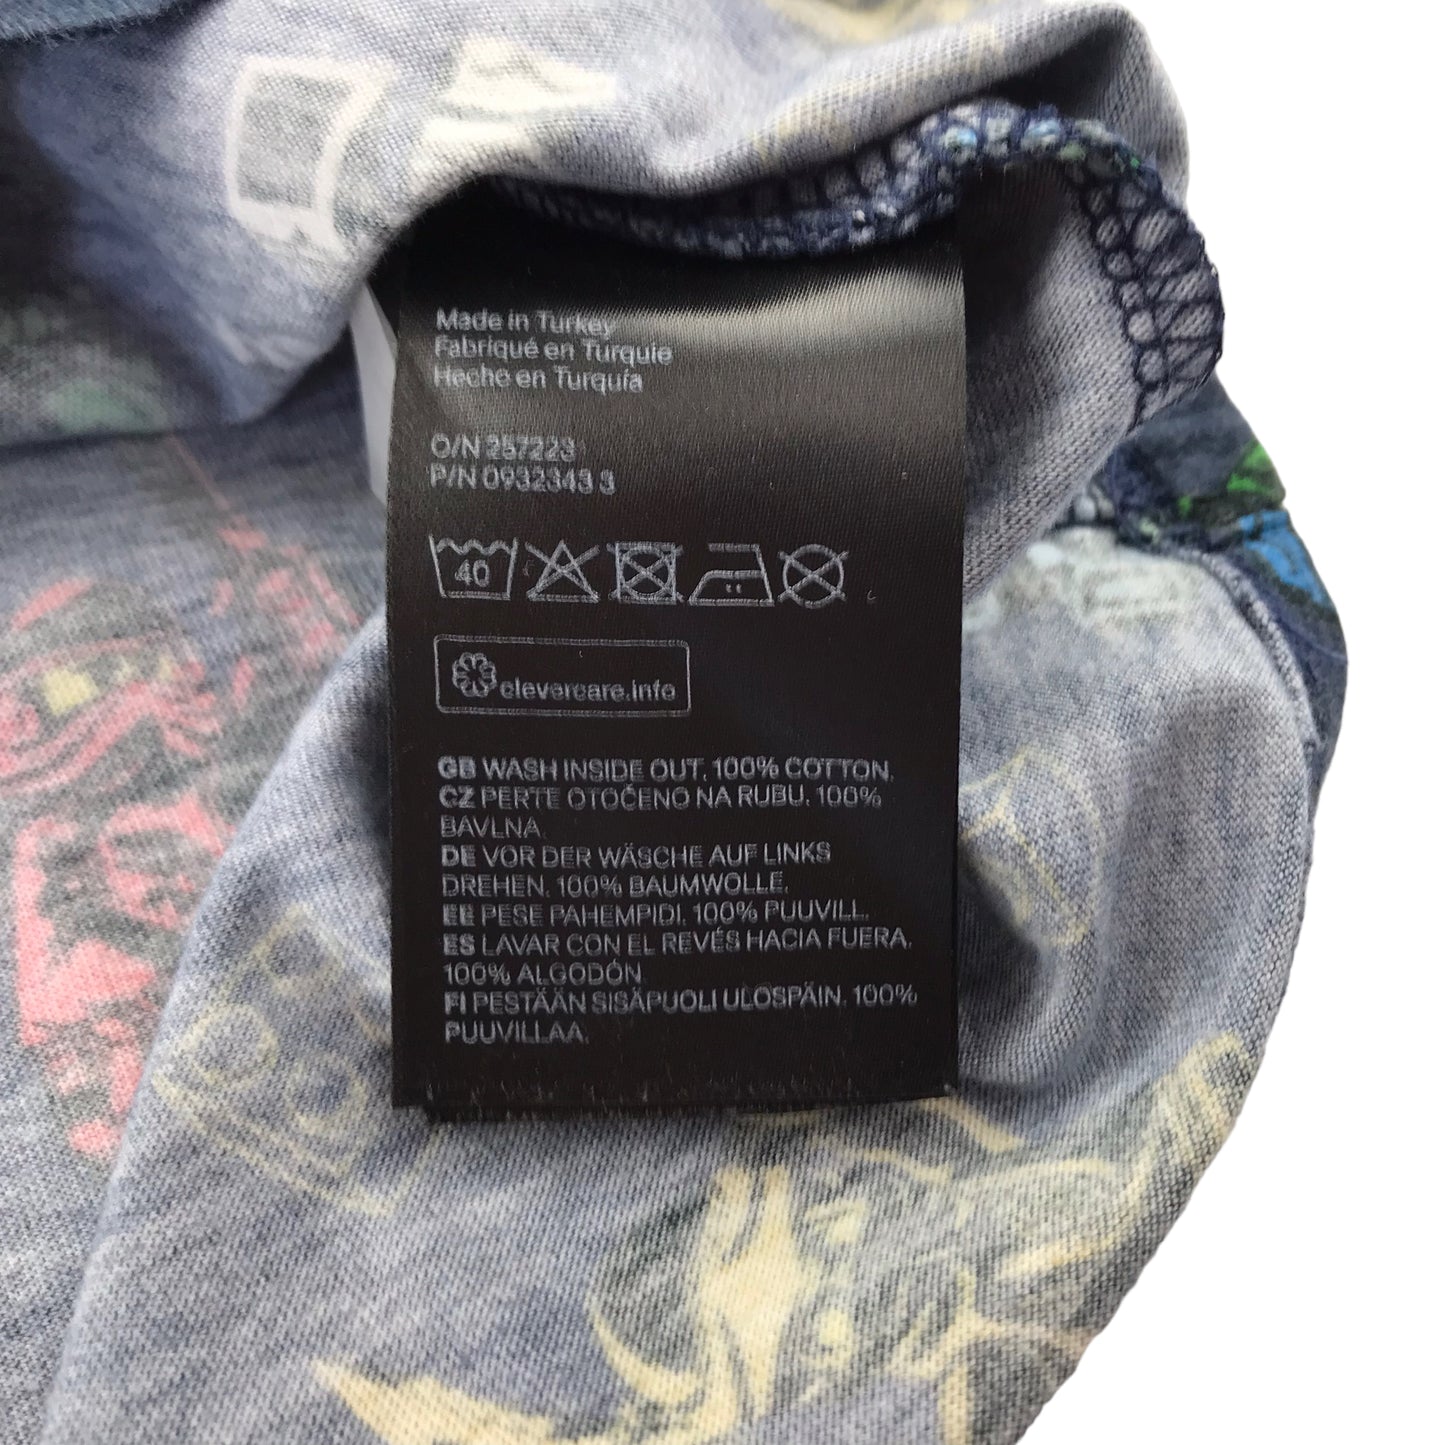 Made in Turkey
Fabriqué en Turquie
Hecho en Turquía
O/N 257223
P/N 0932343 3
40
clevercare.info
GB WASH INSIDE OUT. 100% COTTON.
CZ PERTE OTOČENO NA RUBU. 100%
BAVLNA.
DE VOR DER WÄSCHE AUF LINKS
DREHEN. 100% BAUMWOLLE.
EE PESE PAHEMPIDI. 100% PUUVILL.
ES LAVAR CON EL REVÉS HACIA FUERA.
100% ALGODÓN.
FI PESTÄÄN SISÄPUOLI ULOSPÄIN. 100%
PUUVILLAA.